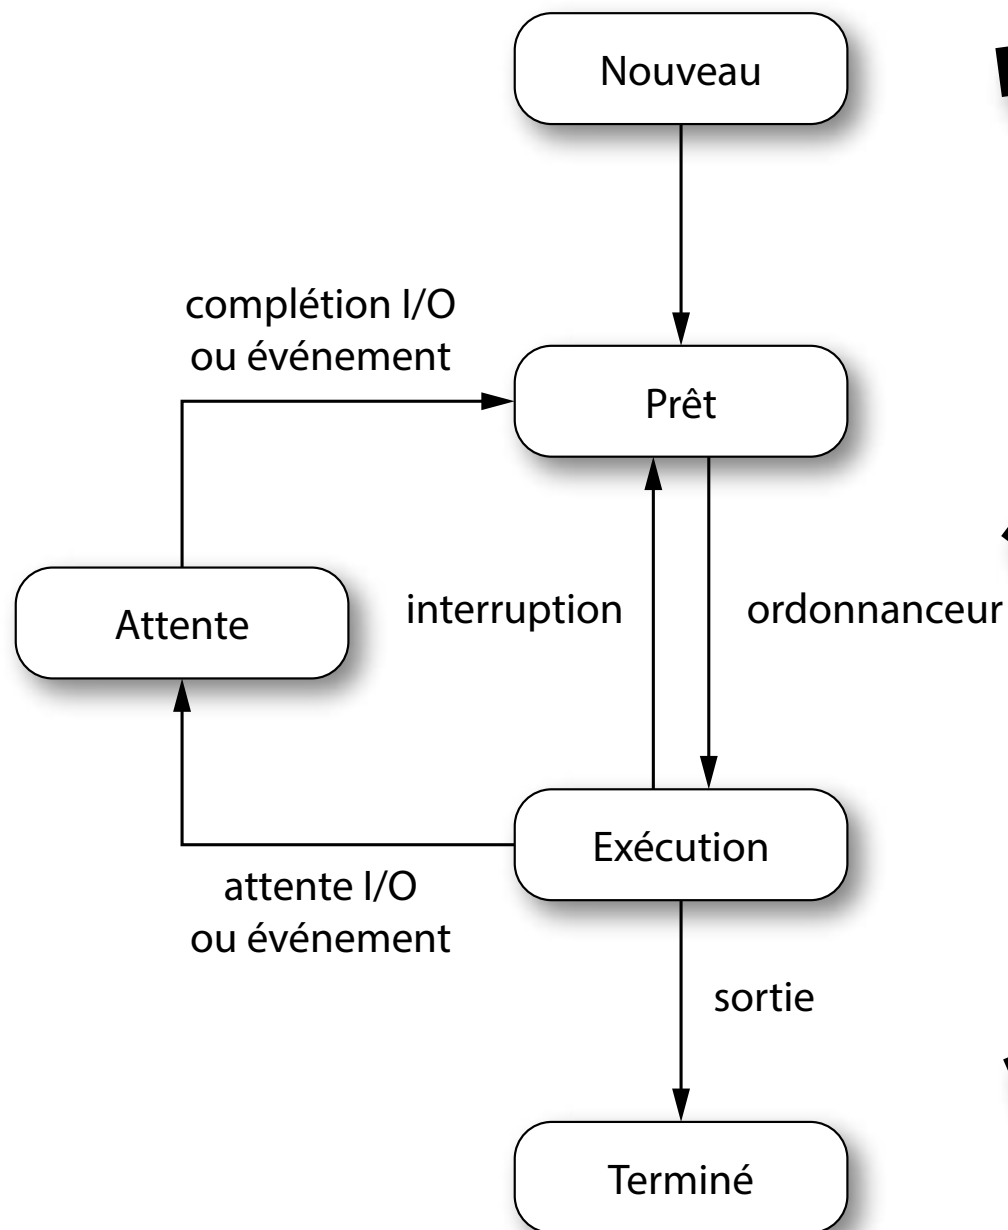 Nouveau
complétion I/O
ou événement
Prêt
Attente
interruption
ordonnanceur
Exécution
attente I/O
ou événement
sortie
Terminé